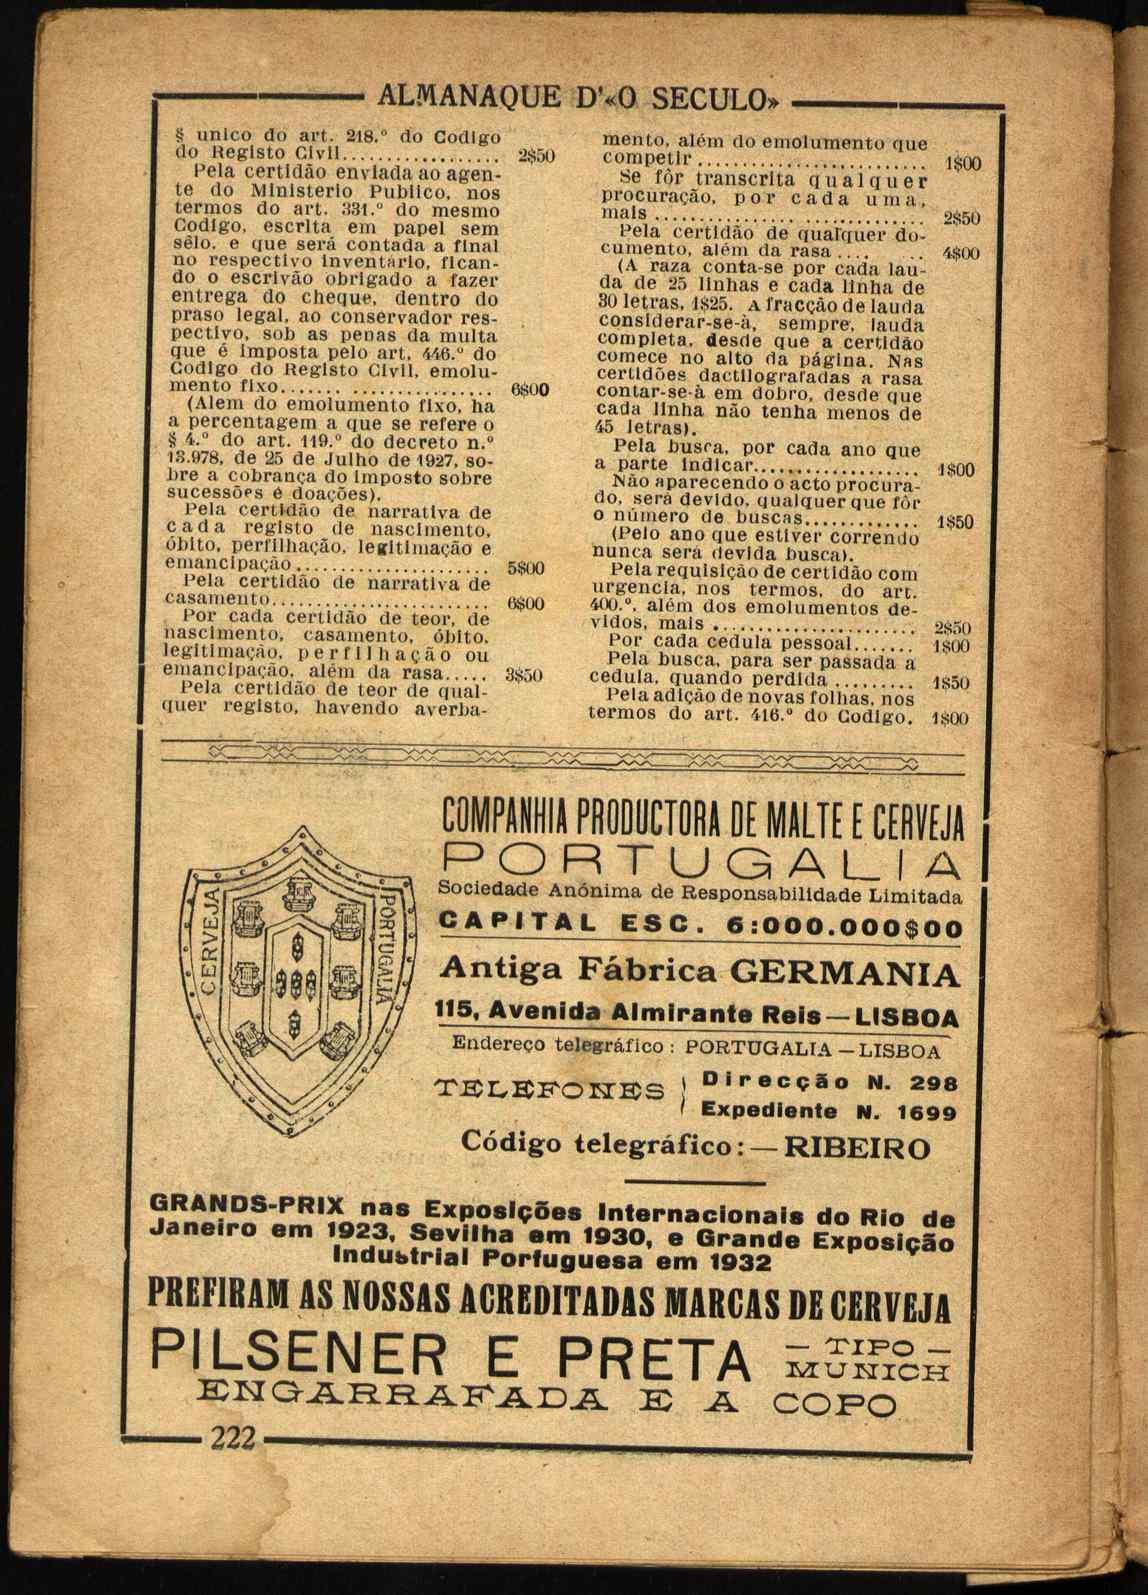 ALMANAQUE D'«O SECULO»
§ unico do art. 218.º do Codigo
do Registo Civil.................. 2$50
Pela certidão enviada ao agen-
te do Ministerio Publico, nos
termos do art. 331.º do mesmo
Codigo, escrita em papel sem
sêlo, e que será contada a final
no respectivo inventário, fican-
do o escrivão obrigado a fazer
entrega do cheque, dentro do
praso legal, ao conservador res-
pectivo, sob as penas da multa
que é imposta pelo art. 446.º do
Codigo do Registo Civil, emolu-
mento fixo....... .................. 6$00
(Alem do emolumento fixo, ha
a percentagem a que se refere o
§ 4.º do art. 119.º do decreto n.º
13.978, de 25 de Julho de 1927, so-
bre a cobrança do imposto sobre
sucessões e doações).
Pela certidão de narrativa de
cada registo de nascimento,
óbito, perfilhação, legitimação e
emancipação...................... 5$00
Pela certidão de narrativa de
casamento......................... 6$00
Por cada certidão de teor, de
nascimento, casamento, óbito,
legitimação, perfilhação ou
emancipação, além da rasa..... 3$50
Pela certidão de teor de qual-
quer registo, havendo averba-
mento, além do emolumento que
competir .......................... 1$00
Se fôr transcrita qualquer
procuração, por cada uma,
mais ................ .............. 2$50
Pela certidão de qualquer do-
cumento, além da rasa .... .. 4$00
(A raza conta-se por cada lau-
da de 25 linhas e cada linha de
30 letras, 1$25. A fracção de lauda
considerar-se-à, sempre, lauda
completa, desde que a certidão
comece no alto da página. Nas
certidões dactilografadas a rasa
contar-se-à em dobro, desde que
cada linha não tenha menos de
45 letras).
Pela busca, por cada ano que
a parte indicar................... 1$00
Não aparecendo o acto procura-
do, será devido, qualquer que fôr
o número de buscas............. 1$50
(Pelo ano que estiver correndo
nunca será devida busca).
Pela requisição de certidão com
urgencia, nos termos, do art.
400.º, além dos emolumentos de-
vidos, mais ....................... 2$50
Por cada cedula pessoal....... 1$00
Pela busca, para ser passada a
cedula, quando perdida ......... 1$50
Pela adição de novas folhas, nos
termos do art. 416.º do Codigo. 1$00
CERVEJA
PORTUGALIA
COMPANHIA PRODUCTORA DE MALTE E CERVEJA
PORTUGALIA
Sociedade Anónima de Responsabilidade Limitada
CAPITAL ESC. 6:000.000$00
Antiga Fábrica GERMANIA
115, Avenida Almirante Reis—LISBOA
Endereço telegráfico : PORTUGALIA — LISBOA
TELEFONES
Direcção N. 298
Expediente N. 1699
Código telegráfico: — RIBEIRO
GRANDS-PRIX nas Exposições Internacionais do Rio de
Janeiro em 1923, Sevilha em 1930, e Grande Exposição
Industrial Portuguesa em 1932
PREFIRAM AS NOSSAS ACREDITADAS MARCAS DE CERVEJA
PILSENER E PRETA — TIPO —
MUNICH
ENGARRAFADA E A COPO
222